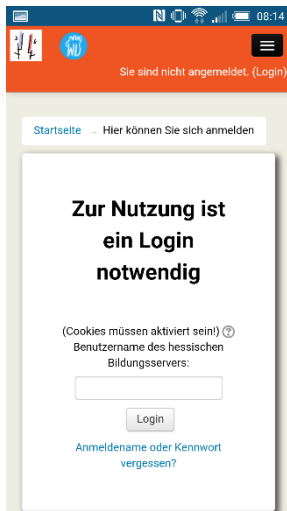 08:14
WU
Sie sind nicht angemeldet. (Login)
Startseite → Hier können Sie sich anmelden
Zur Nutzung ist
ein Login
notwendig
(Cookies müssen aktiviert sein!) ?
Benutzername des hessischen
Bildungsservers:
Login
Anmeldename oder Kennwort
vergessen?